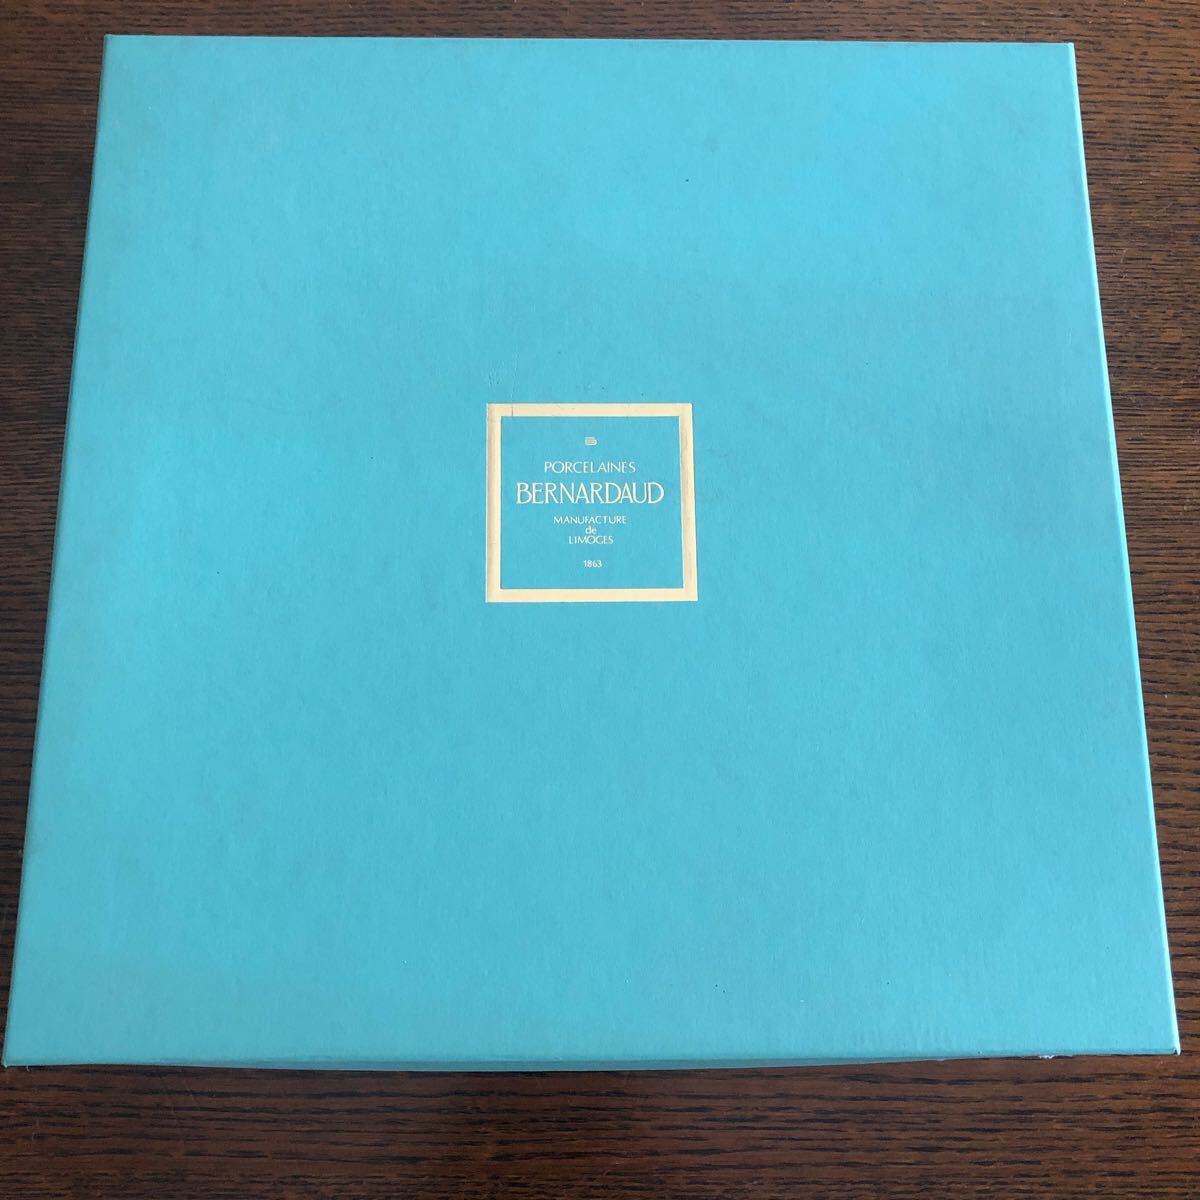 PORCELAINES
BERNARDAUD
MANUFACTURE
de
LIMOGES
1863